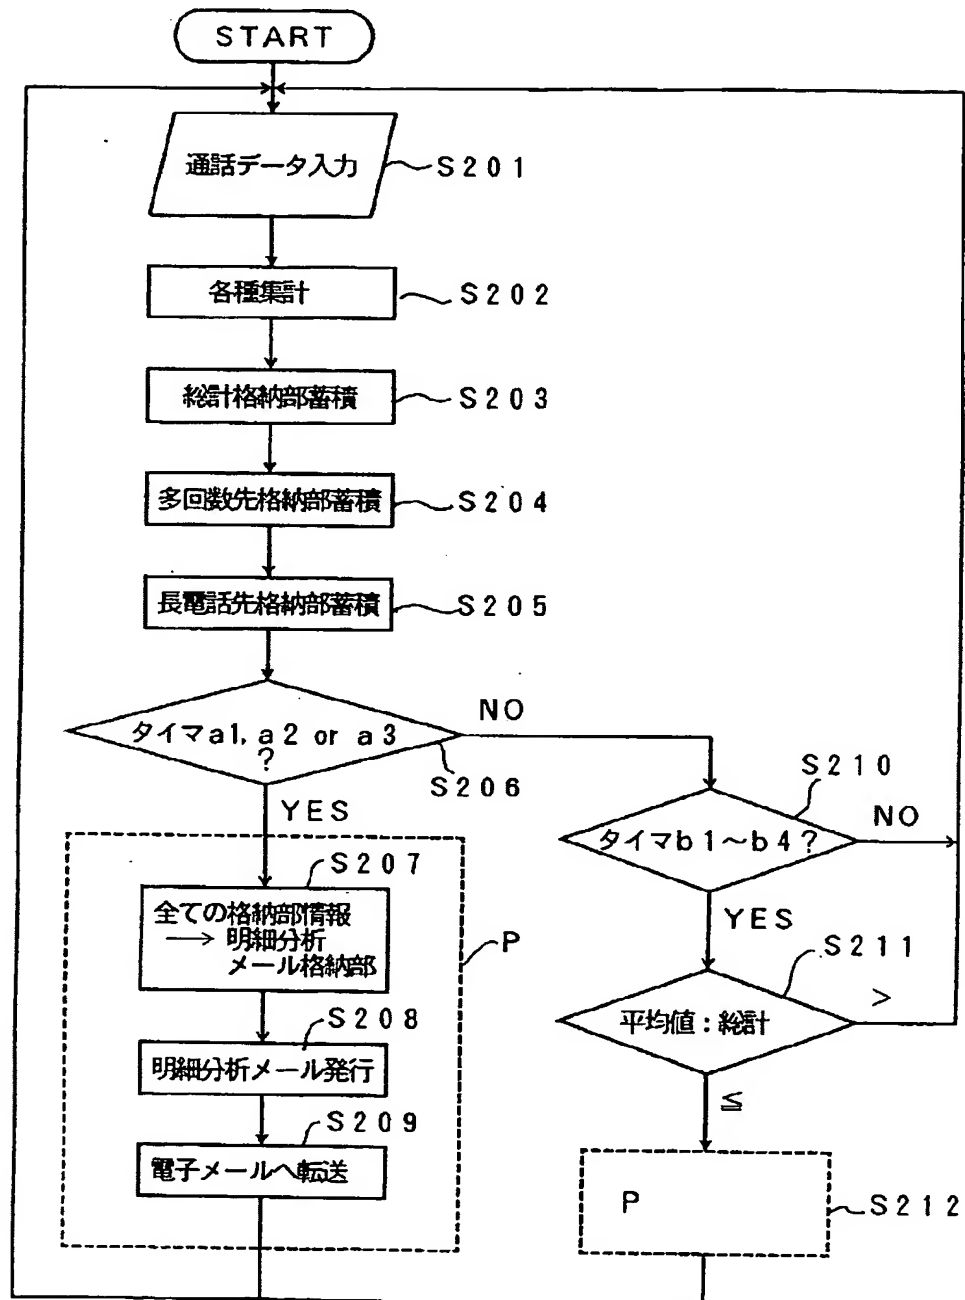 START
通話データ入力
S201
各種集計
S202
総計格納部蓄積
S203
多回数先格納部蓄積
S204
長電話先格納部蓄積
S205
タイマa1, a2 or a3
?
S206
NO
YES
S207
全ての格納部情報
→ 明細分析
メール格納部
P
S208
明細分析メール発行
S209
電子メールへ転送
S210
タイマb1~b4?
NO
YES
S211
平均値:総計
>
≦
P
S212